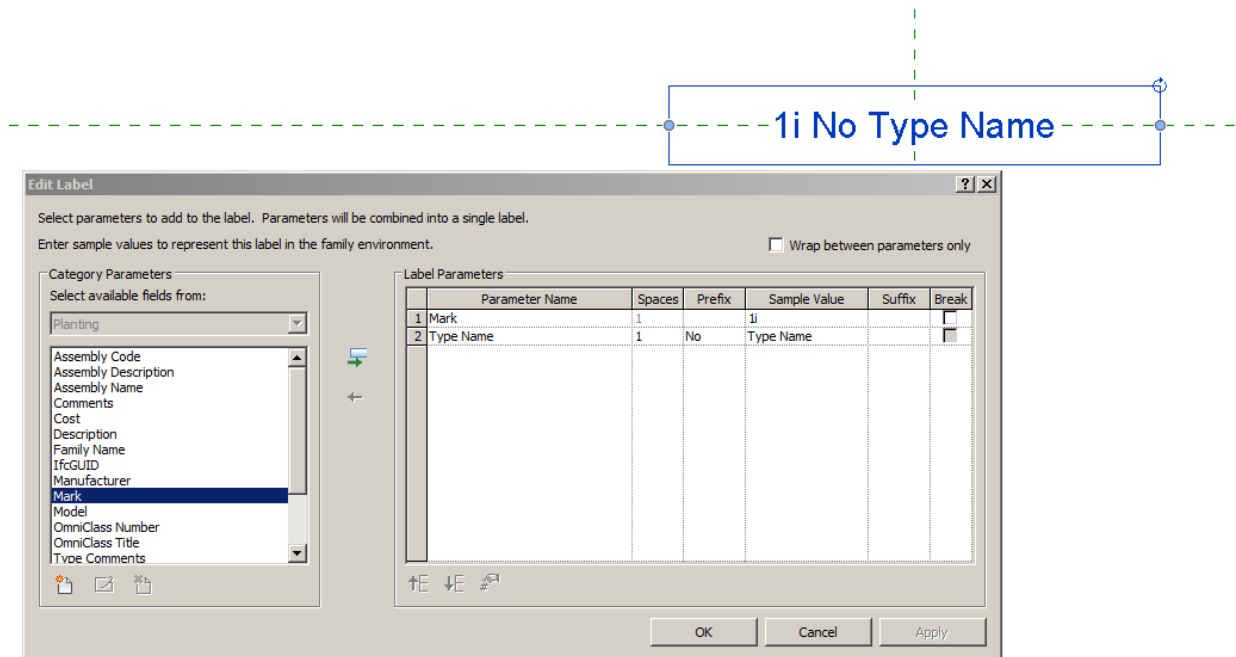 1i No Type Name
Edit Label
?
Select parameters to add to the label. Parameters will be combined into a single label.
Enter sample values to represent this label in the family environment.
Wrap between parameters only
Category Parameters
Select available fields from:
Planting
Assembly Code
Assembly Description
Assembly Name
Comments
Cost
Description
Family Name
IfcGUID
Manufacturer
Mark
Model
OmniClass Number
OmniClass Title
Type Comments
Label Parameters
Parameter Name Spaces Prefix Sample Value Suffix Break
1 Mark 1 1i
2 Type Name 1 No Type Name
OK Cancel Apply